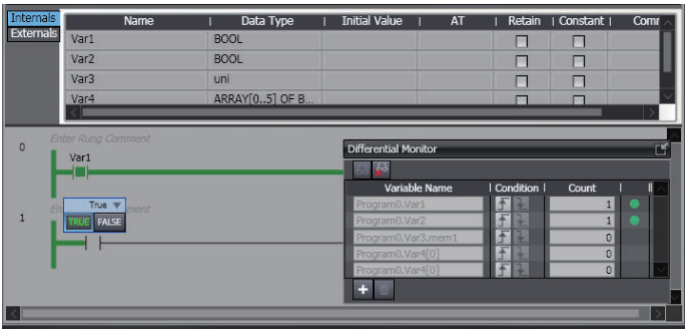 Internals
Externals
Name Data Type Initial Value AT Retain Constant Comr
Var1 BOOL
Var2 BOOL
Var3 uni
Var4 ARRAY[0..5] OF B...
0 Enter Rung Comment
Var1
1
True
TRUE FALSE
Differential Monitor
Variable Name Condition Count
Program0.Var1 1
Program0.Var2 1
Program0.Var3.mem1 0
Program0.Var4[0] 0
Program0.Var4[0] 0